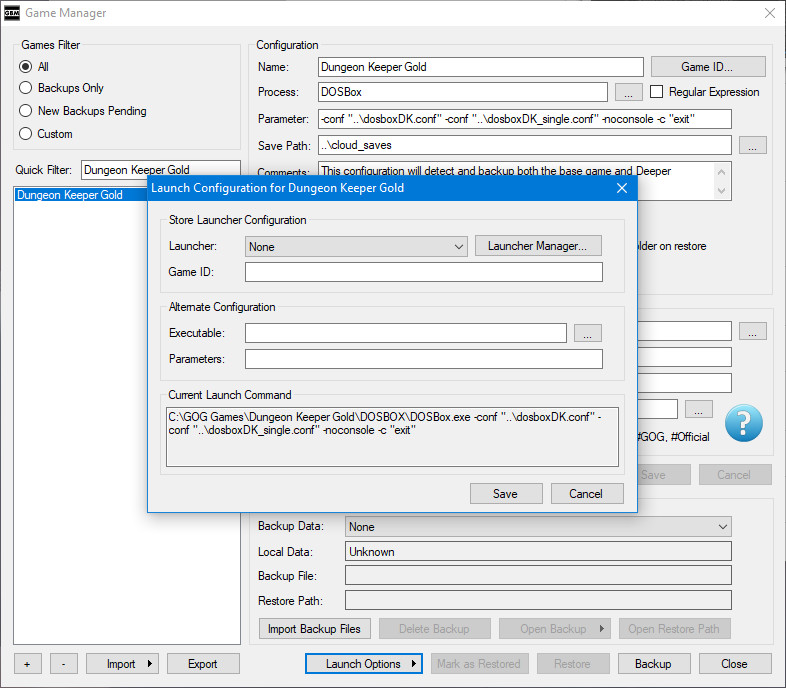 GBM Game Manager
Games Filter
All
Backups Only
New Backups Pending
Custom
Quick Filter: Dungeon Keeper Gold
Dungeon Keeper Gold
Configuration
Name: Dungeon Keeper Gold Game ID...
Process: DOSBox ... Regular Expression
Parameter: -conf "..\dosboxDK.conf" -conf "..\dosboxDK_single.conf" -noconsole -c "exit"
Save Path: ..\cloud_saves ...
Comments: This configuration will detect and backup both the base game and Deeper
Launch Configuration for Dungeon Keeper Gold
Store Launcher Configuration
Launcher: None Launcher Manager...
Game ID:
Alternate Configuration
Executable: ...
Parameters:
Current Launch Command
C:\GOG Games\Dungeon Keeper Gold\DOSBOX\DOSBox.exe -conf "..\dosboxDK.conf" -
conf "..\dosboxDK_single.conf" -noconsole -c "exit"
Save Cancel
on restore
...
...
?
#GOG, #Official
Save Cancel
Backup Data: None
Local Data: Unknown
Backup File:
Restore Path:
Import Backup Files Delete Backup Open Backup Open Restore Path
+ - Import Export Launch Options Mark as Restored Restore Backup Close